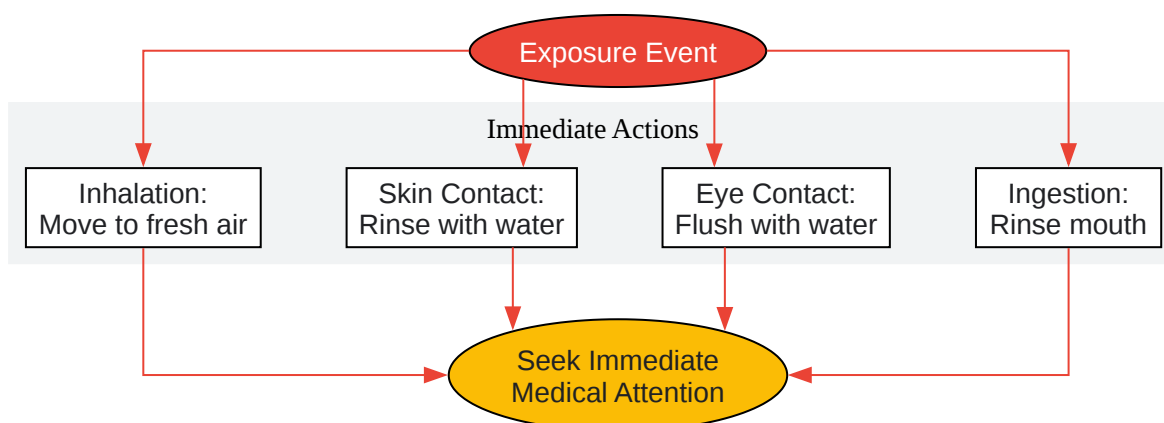 Exposure Event
Immediate Actions
Inhalation:
Move to fresh air
Skin Contact:
Rinse with water
Eye Contact:
Flush with water
Ingestion:
Rinse mouth
Seek Immediate
Medical Attention